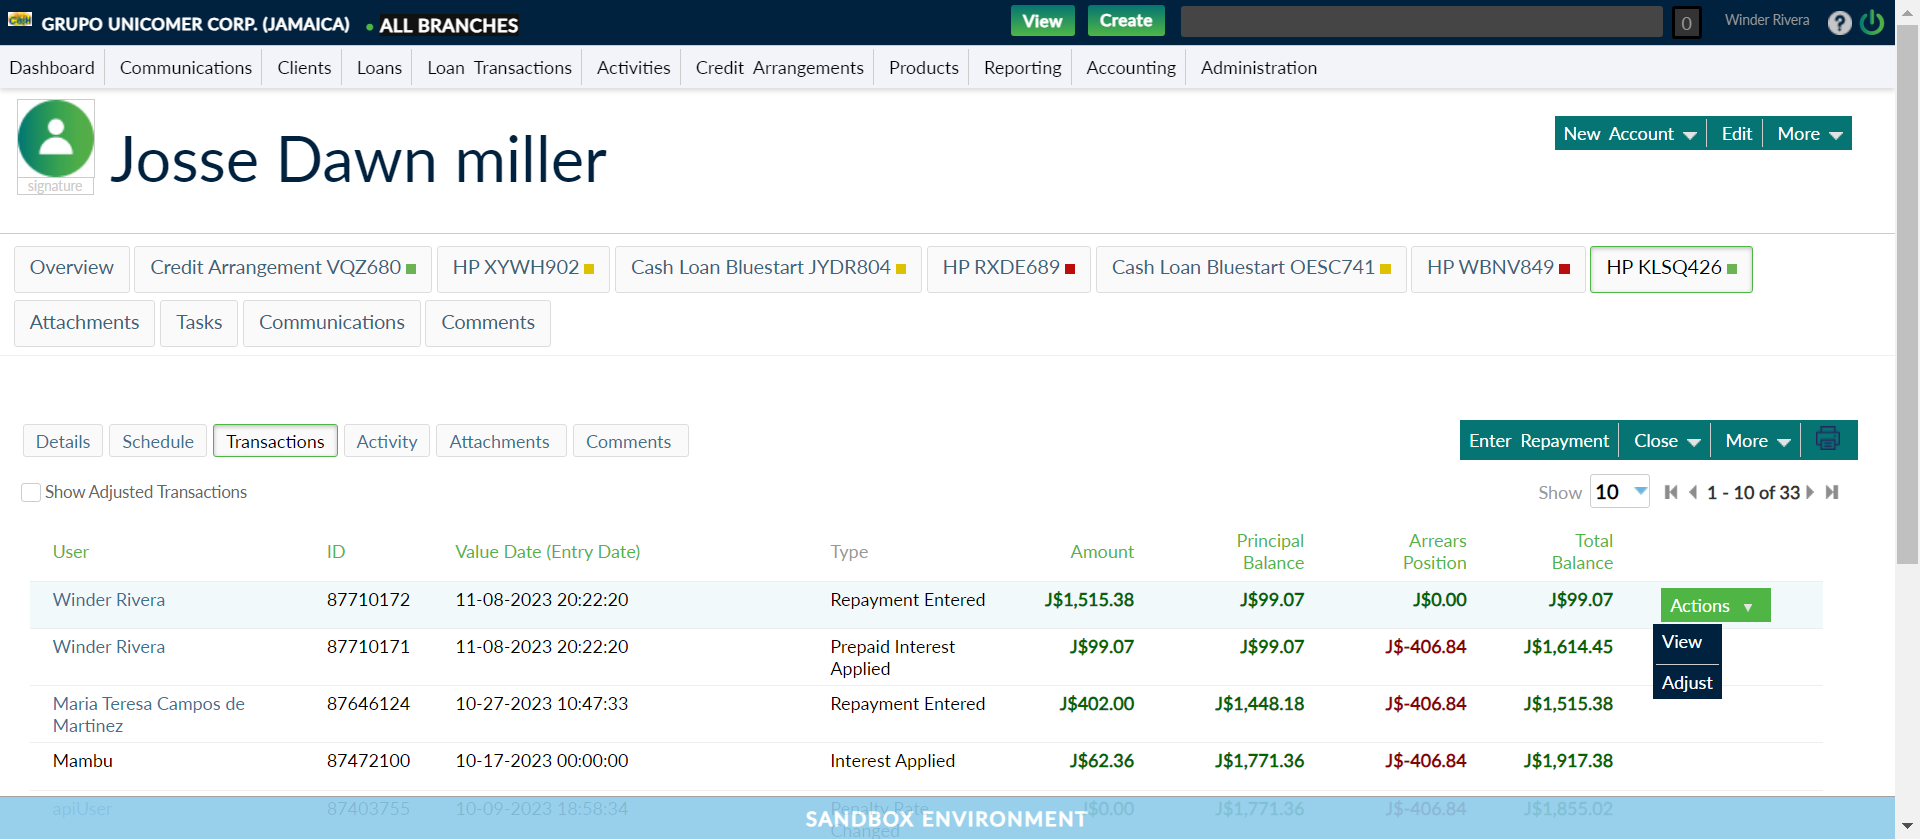 GRUPO UNICOMER CORP. (JAMAICA) • ALL BRANCHES View Create 0 Winder Rivera ?
Dashboard Communications Clients Loans Loan Transactions Activities Credit Arrangements Products Reporting Accounting Administration
signature
Josse Dawn miller
New Account Edit More
Overview Credit Arrangement VQZ680 HP XYWH902 Cash Loan Bluestart JYDR804 HP RXDE689 Cash Loan Bluestart OESC741 HP WBNV849 HP KLSQ426
Attachments Tasks Communications Comments
Details Schedule Transactions Activity Attachments Comments Enter Repayment Close More
Show Adjusted Transactions Show 10 1 - 10 of 33
User ID Value Date (Entry Date) Type Amount Principal Balance Arrears Position Total Balance
Winder Rivera 87710172 11-08-2023 20:22:20 Repayment Entered J$1,515.38 J$99.07 J$0.00 J$99.07 Actions
View
Adjust
Winder Rivera 87710171 11-08-2023 20:22:20 Prepaid Interest Applied J$99.07 J$99.07 J$-406.84 J$1,614.45
Maria Teresa Campos de Martinez 87646124 10-27-2023 10:47:33 Repayment Entered J$402.00 J$1,448.18 J$-406.84 J$1,515.38
Mambu 87472100 10-17-2023 00:00:00 Interest Applied J$62.36 J$1,771.36 J$-406.84 J$1,917.38
apiUser 87403755 10-09-2023 18:58:34 Penalty Rate Changed J$0.00 J$1,771.36 J$-406.84 J$1,855.02
SANDBOX ENVIRONMENT